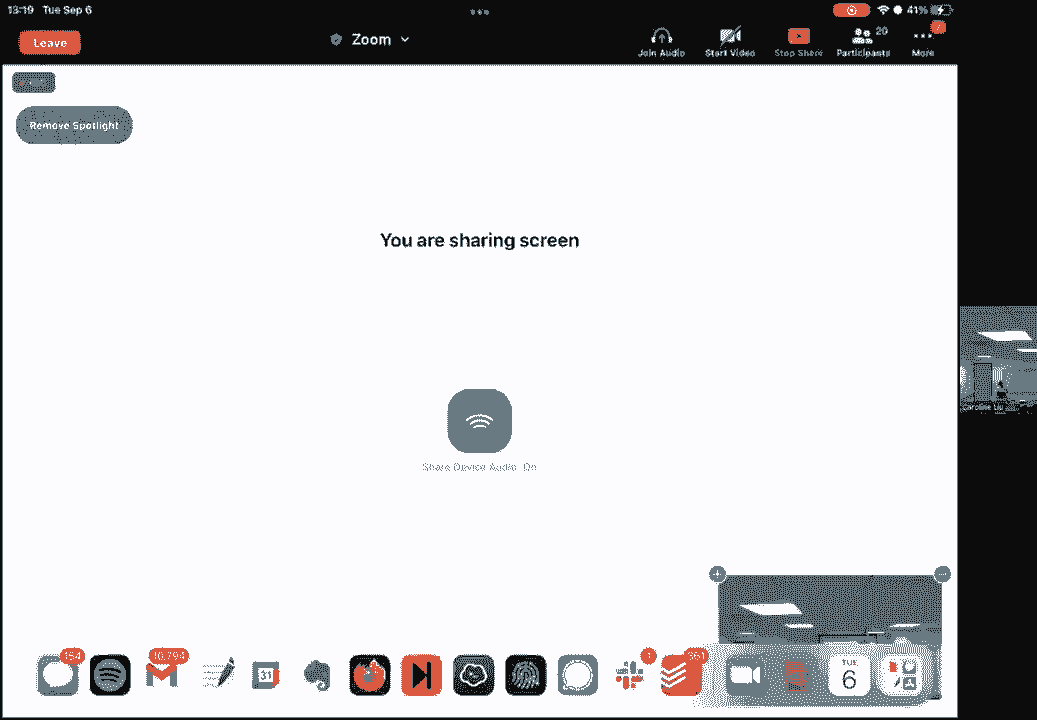 13:19 Tue Sep 6
41%
Leave
Zoom
Join Audio
Start Video
Stop Share
Participants
20
More
Remove Spotlight
You are sharing screen
Share Device Audio: On
Caroline Liu
154
10,794
31
1
361
TUE
6